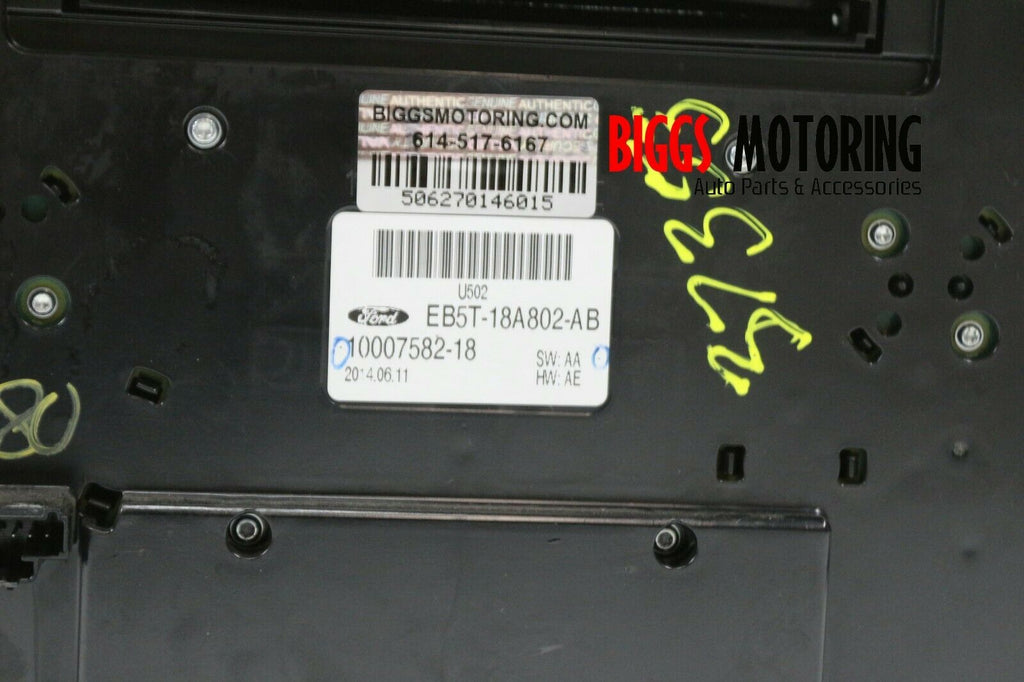 GENUINE AUTHENTIC GENUINE AUTHENTIC
BIGGSMOTORING.COM
614-517-6167
506270146015
BIGGS MOTORING
Auto Parts & Accessories
U502
Ford EB5T-18A802-AB
10007582-18
SW: AA
2014.06.11
HW: AE